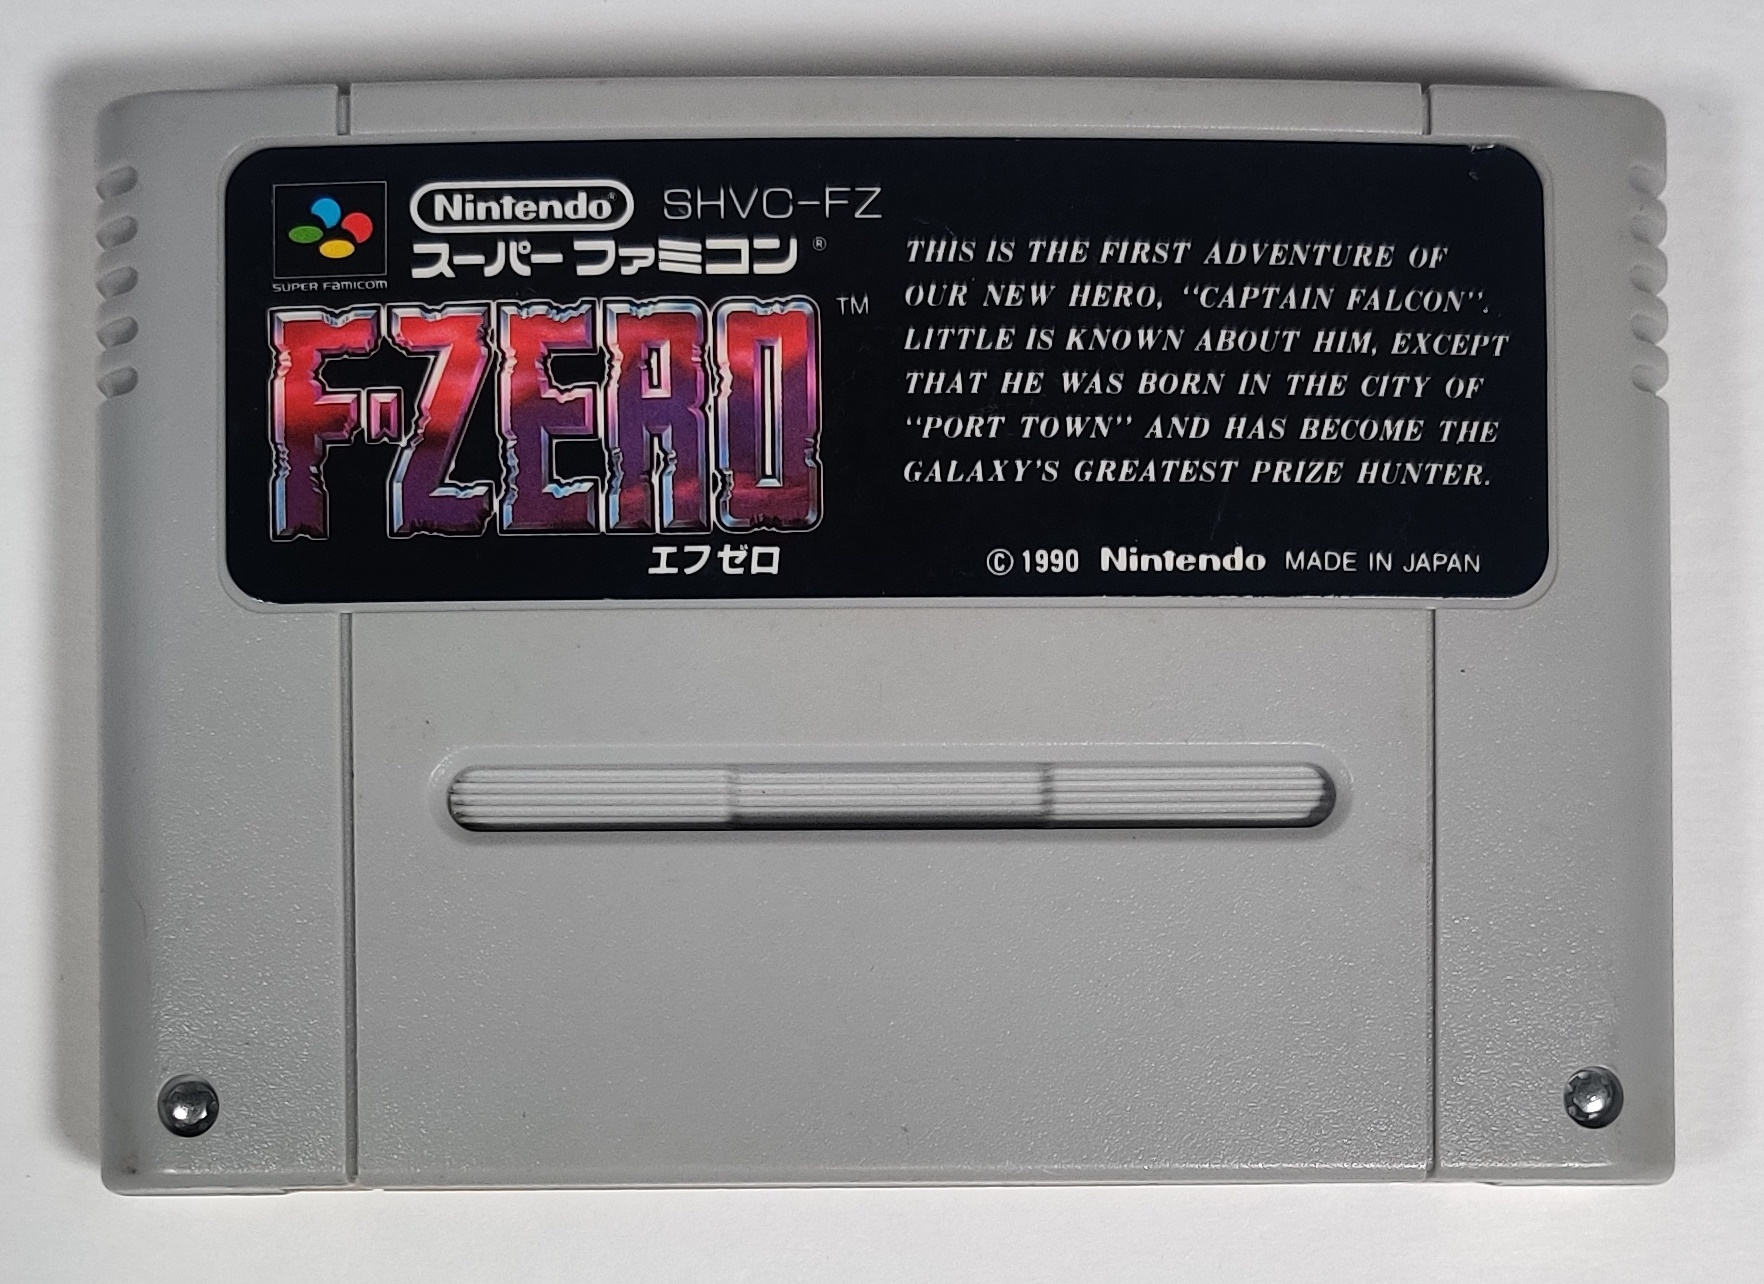 Nintendo® SHVC-FZ
スーパーファミコン®
SUPER FAMICOM
F-ZERO™
エフゼロ
THIS IS THE FIRST ADVENTURE OF
OUR NEW HERO, "CAPTAIN FALCON".
LITTLE IS KNOWN ABOUT HIM, EXCEPT
THAT HE WAS BORN IN THE CITY OF
"PORT TOWN" AND HAS BECOME THE
GALAXY'S GREATEST PRIZE HUNTER.
© 1990 Nintendo MADE IN JAPAN